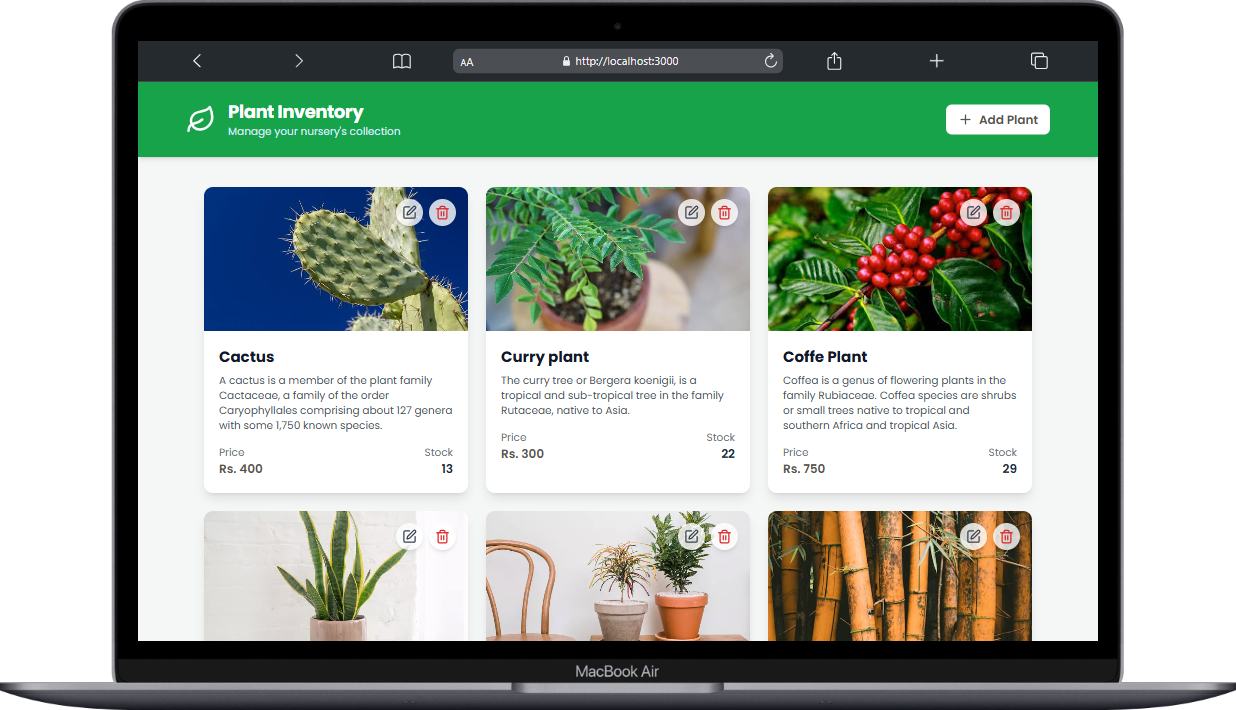 AA
http://localhost:3000
Plant Inventory
Manage your nursery's collection
Add Plant
Cactus
A cactus is a member of the plant family
Cactaceae, a family of the order
Caryophyllales comprising about 127 genera
with some 1,750 known species.
Price
Stock
Rs. 400
13
Curry plant
The curry tree or Bergera koenigii, is a
tropical and sub-tropical tree in the family
Rutaceae, native to Asia.
Price
Stock
Rs. 300
22
Coffe Plant
Coffea is a genus of flowering plants in the
family Rubiaceae. Coffea species are shrubs
or small trees native to tropical and
southern Africa and tropical Asia.
Price
Stock
Rs. 750
29
MacBook Air